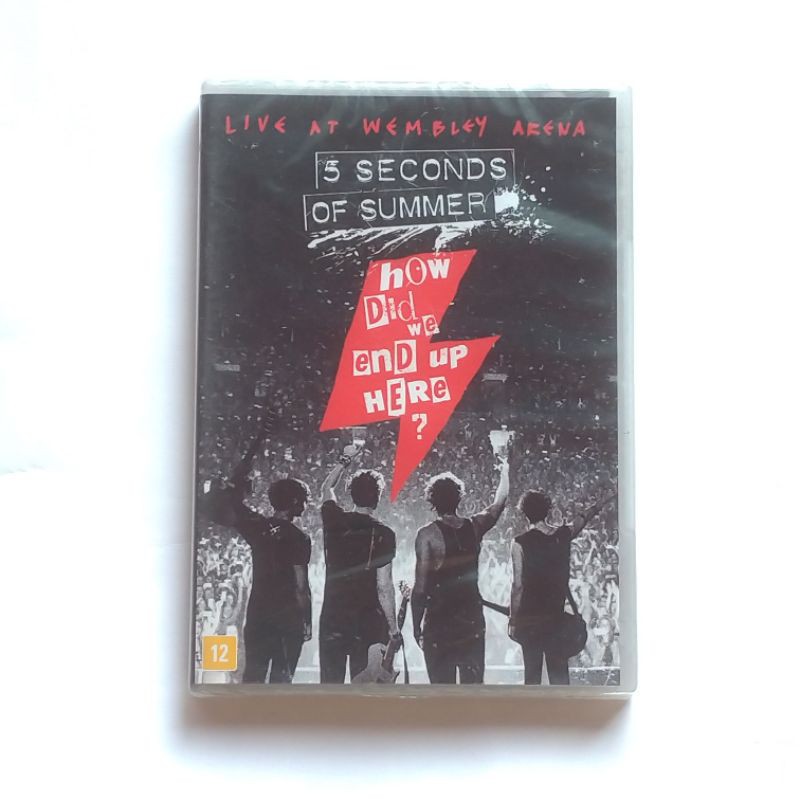 LIVE AT WEMBLEY ARENA
5 SECONDS
OF SUMMER
how
Did
we
enD up
HERe
?
12